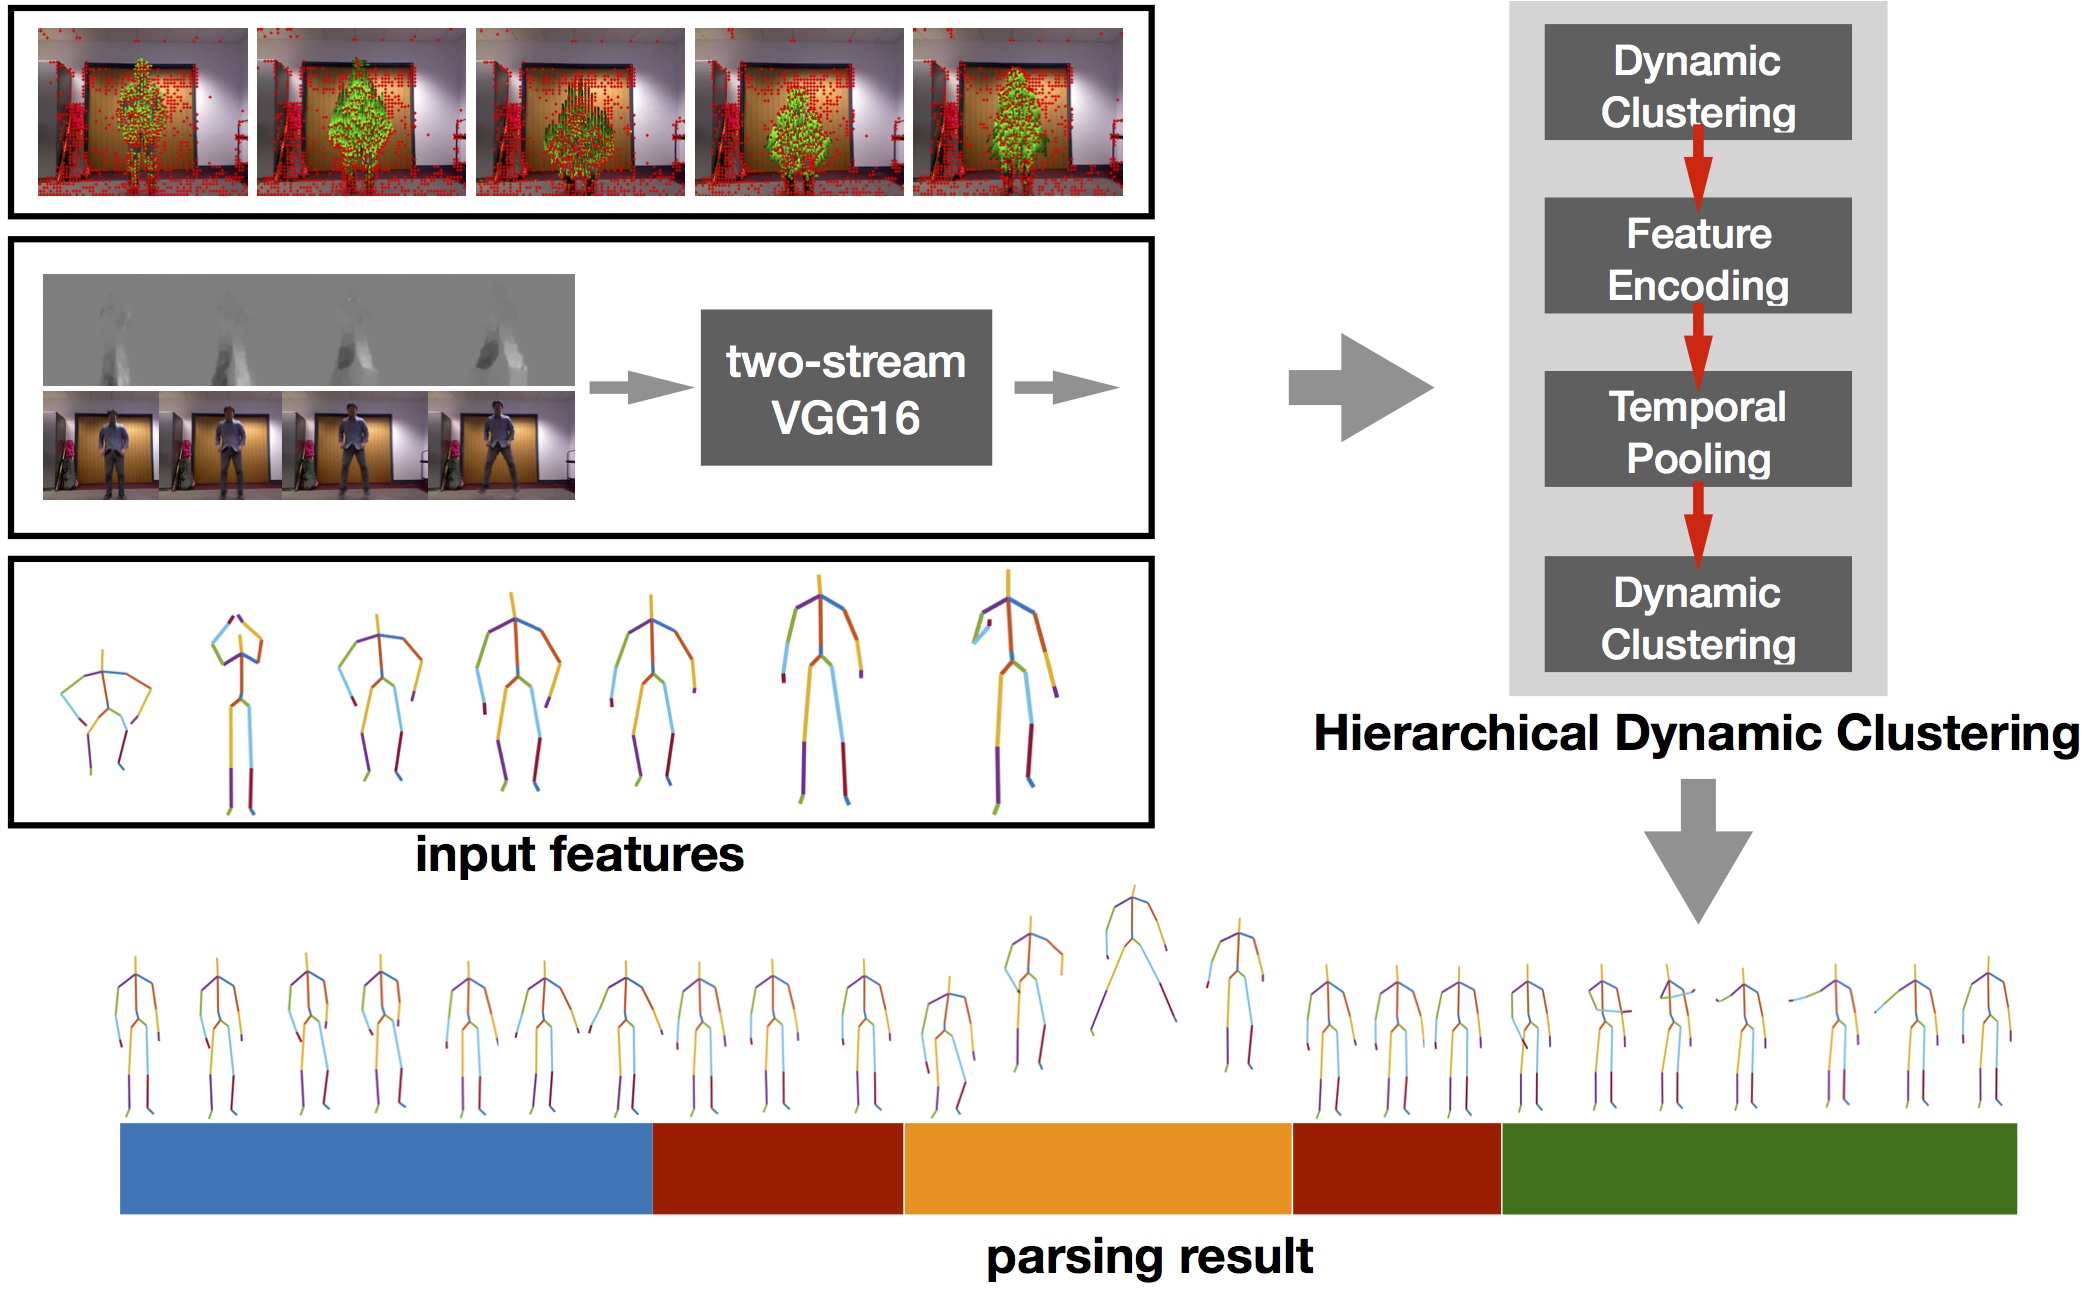 two-stream
VGG16
input features
Dynamic
Clustering
Feature
Encoding
Temporal
Pooling
Dynamic
Clustering
Hierarchical Dynamic Clustering
parsing result